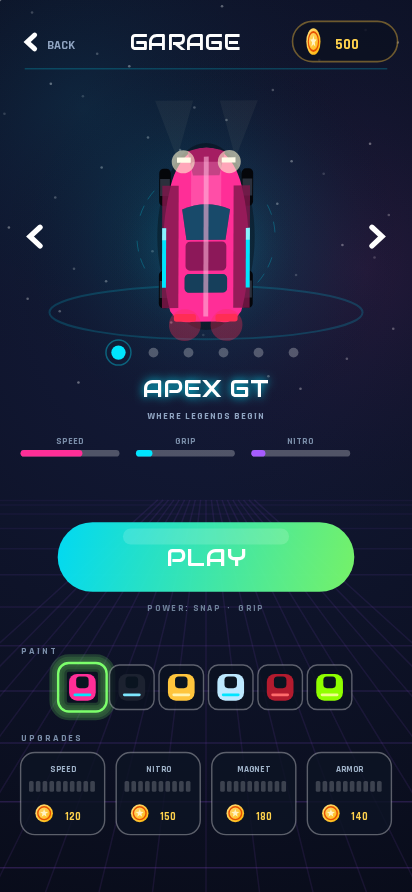 BACK
GARAGE
500
APEX GT
WHERE LEGENDS BEGIN
SPEED GRIP NITRO
PLAY
POWER: SNAP · GRIP
PAINT
UPGRADES
SPEED NITRO MAGNET ARMOR
120 150 180 140